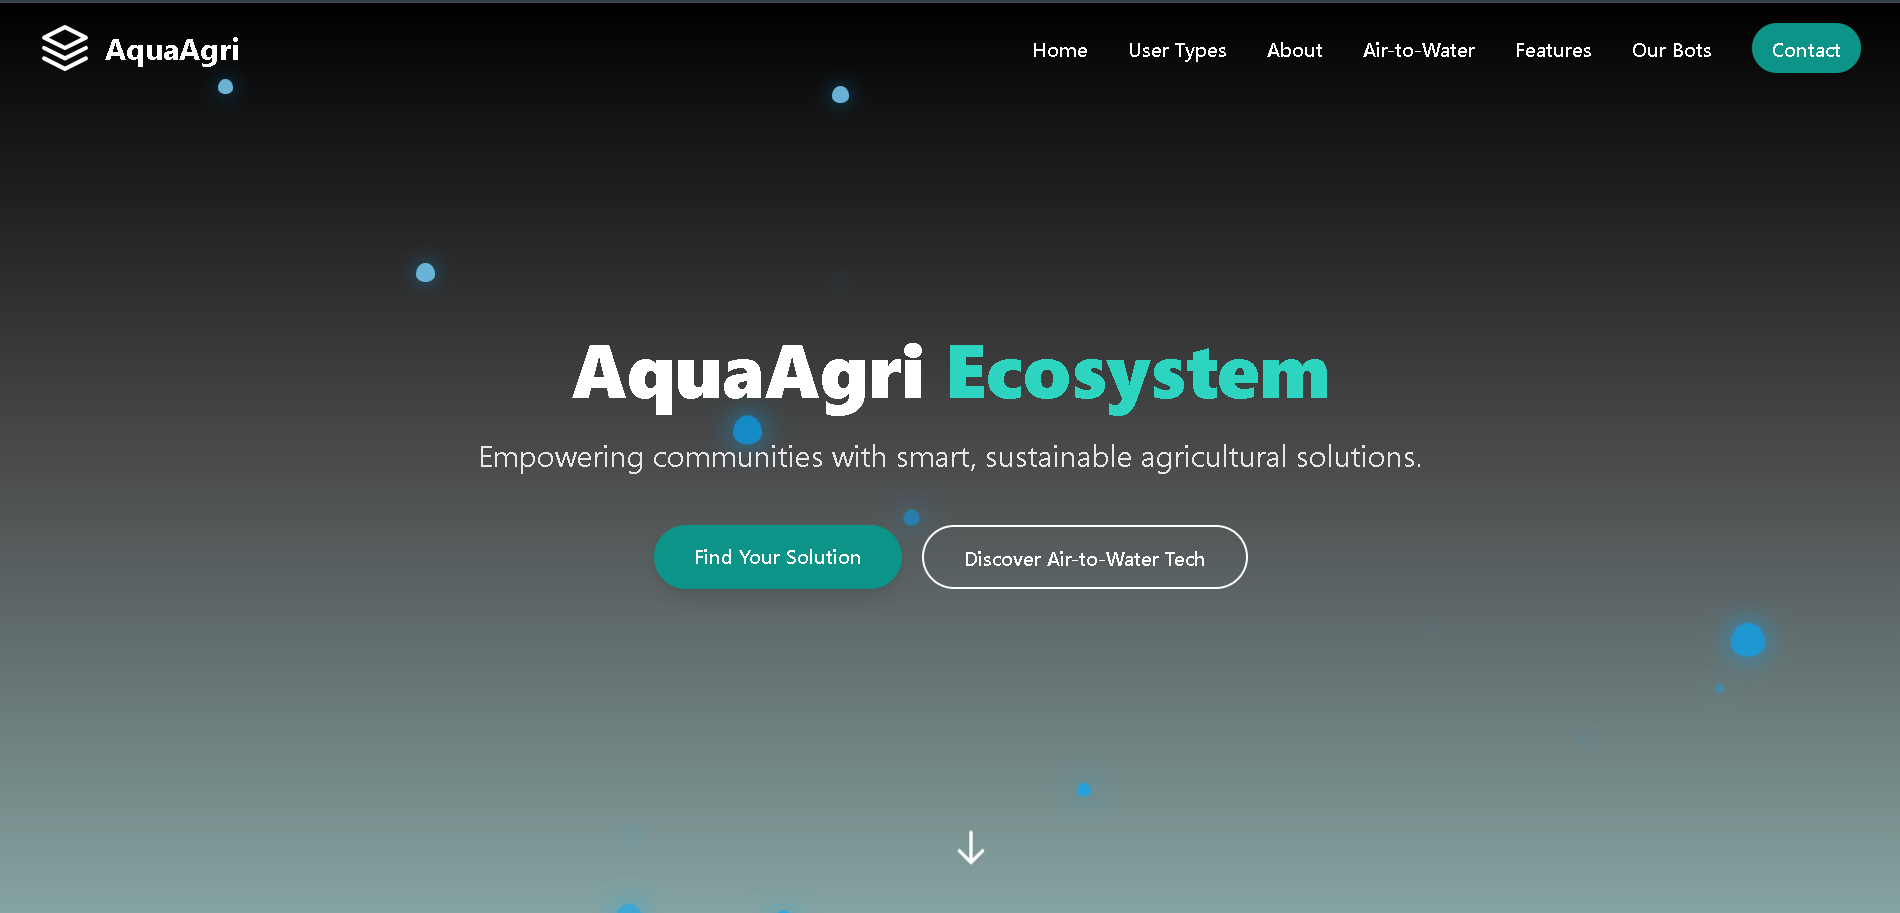 AquaAgri
Home
User Types
About
Air-to-Water
Features
Our Bots
Contact
AquaAgri Ecosystem
Empowering communities with smart, sustainable agricultural solutions.
Find Your Solution
Discover Air-to-Water Tech